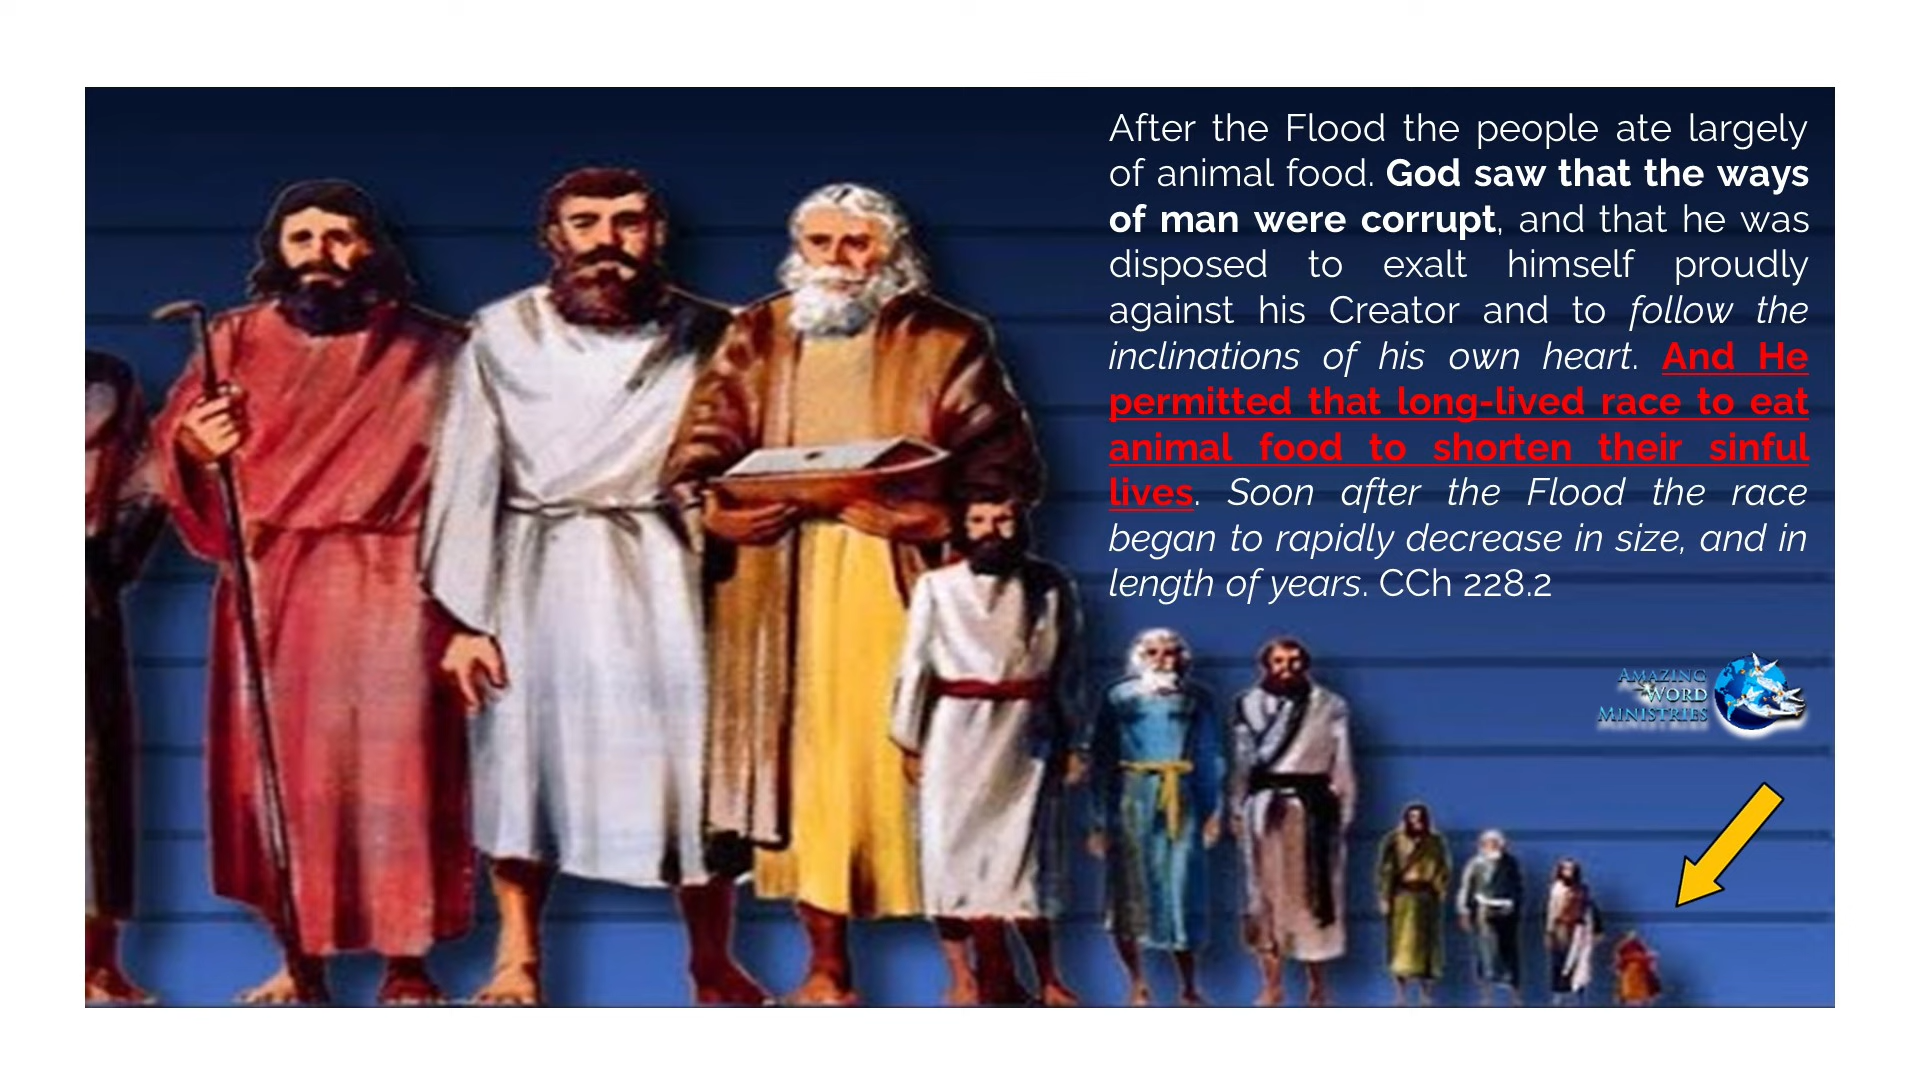 After the Flood the people ate largely
of animal food. God saw that the ways
of man were corrupt, and that he was
disposed to exalt himself proudly
against his Creator and to follow the
inclinations of his own heart. And He
permitted that long-lived race to eat
animal food to shorten their sinful
lives. Soon after the Flood the race
began to rapidly decrease in size, and in
length of years. CCh 228.2
AMAZING
WORD
MINISTRIES